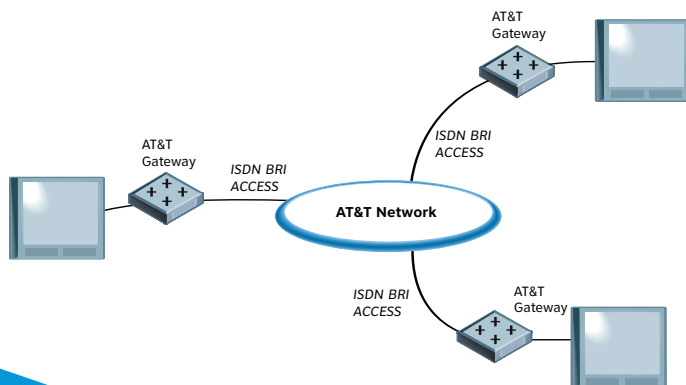 AT&T
Gateway
ISDN BRI
ACCESS
AT&T
Gateway
ISDN BRI
ACCESS
AT&T Network
ISDN BRI
ACCESS
AT&T
Gateway